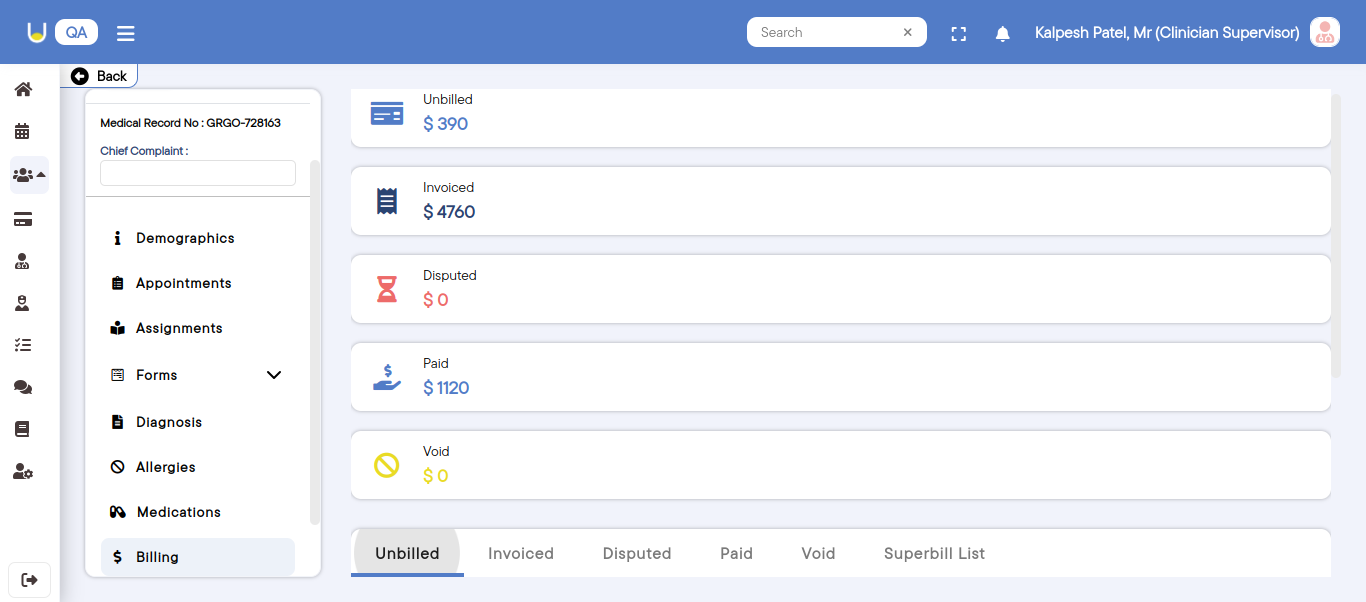 QA
Search
Kalpesh Patel, Mr (Clinician Supervisor)
Back
Medical Record No : GRGO-728163
Chief Complaint :
Demographics
Appointments
Assignments
Forms
Diagnosis
Allergies
Medications
Billing
Unbilled
$ 390
Invoiced
$ 4760
Disputed
$ 0
Paid
$ 1120
Void
$ 0
Unbilled Invoiced Disputed Paid Void Superbill List